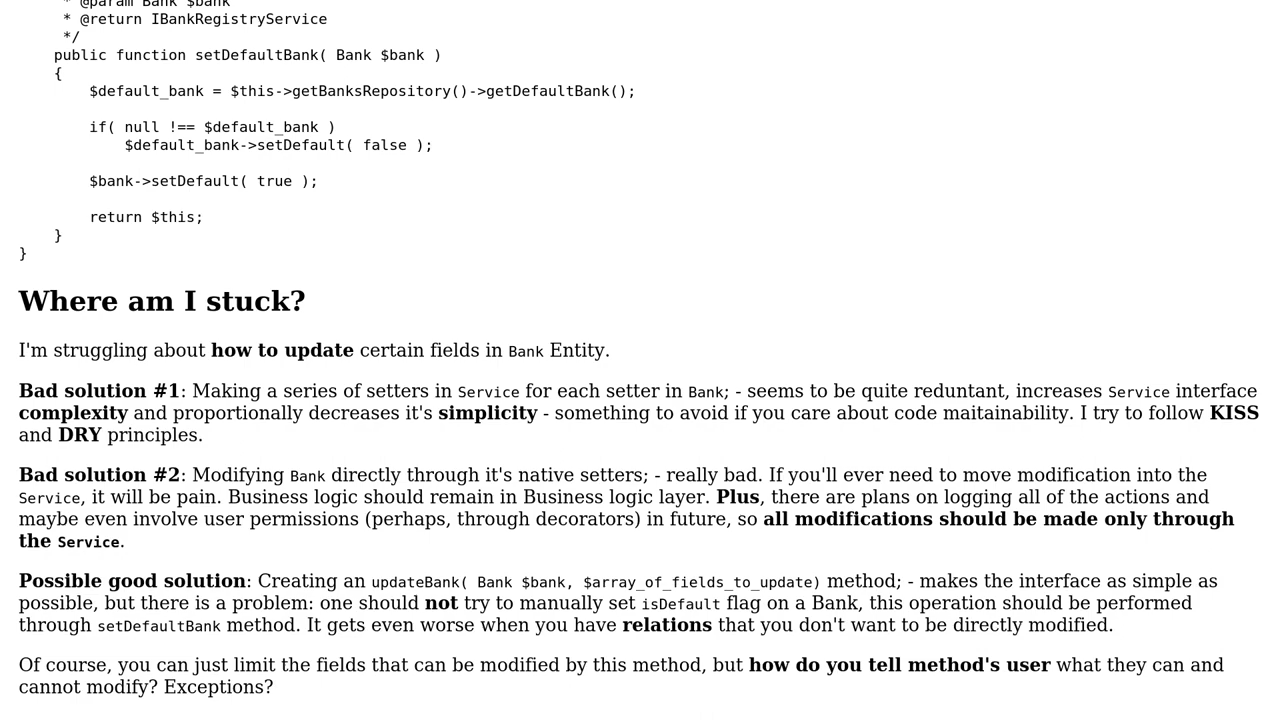 * @param Bank $bank
* @return IBankRegistryService
*/
public function setDefaultBank( Bank $bank )
{
$default_bank = $this->getBanksRepository()->getDefaultBank();
if( null !== $default_bank )
$default_bank->setDefault( false );
$bank->setDefault( true );
return $this;
}
}
Where am I stuck?
I'm struggling about how to update certain fields in Bank Entity.
Bad solution #1: Making a series of setters in Service for each setter in Bank; - seems to be quite reduntant, increases Service interface
complexity and proportionally decreases it's simplicity - something to avoid if you care about code maitainability. I try to follow KISS
and DRY principles.
Bad solution #2: Modifying Bank directly through it's native setters; - really bad. If you'll ever need to move modification into the
Service, it will be pain. Business logic should remain in Business logic layer. Plus, there are plans on logging all of the actions and
maybe even involve user permissions (perhaps, through decorators) in future, so all modifications should be made only through
the Service.
Possible good solution: Creating an updateBank( Bank $bank, $array_of_fields_to_update) method; - makes the interface as simple as
possible, but there is a problem: one should not try to manually set isDefault flag on a Bank, this operation should be performed
through setDefaultBank method. It gets even worse when you have relations that you don't want to be directly modified.
Of course, you can just limit the fields that can be modified by this method, but how do you tell method's user what they can and
cannot modify? Exceptions?